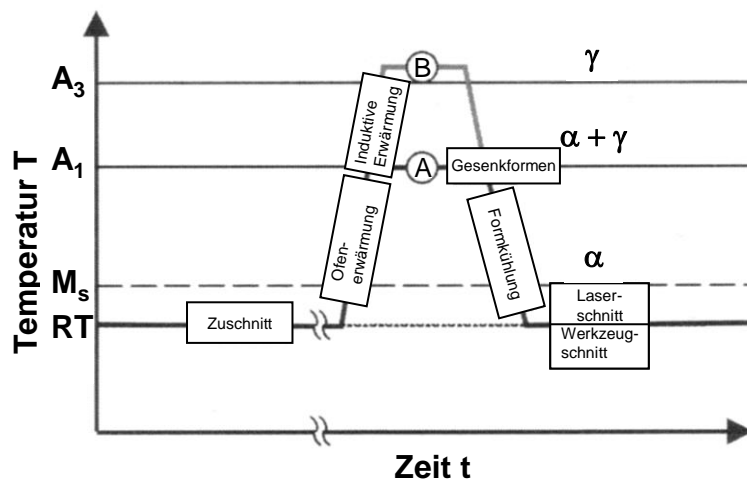 Temperatur T
A3
A1
Ms
RT
Zuschnitt
Ofen-
erwärmung
Induktive
Erwärmung
B
A
Gesenkformen
Formkühlung
γ
α + γ
α
Laser-
schnitt
Werkzeug-
schnitt
Zeit t